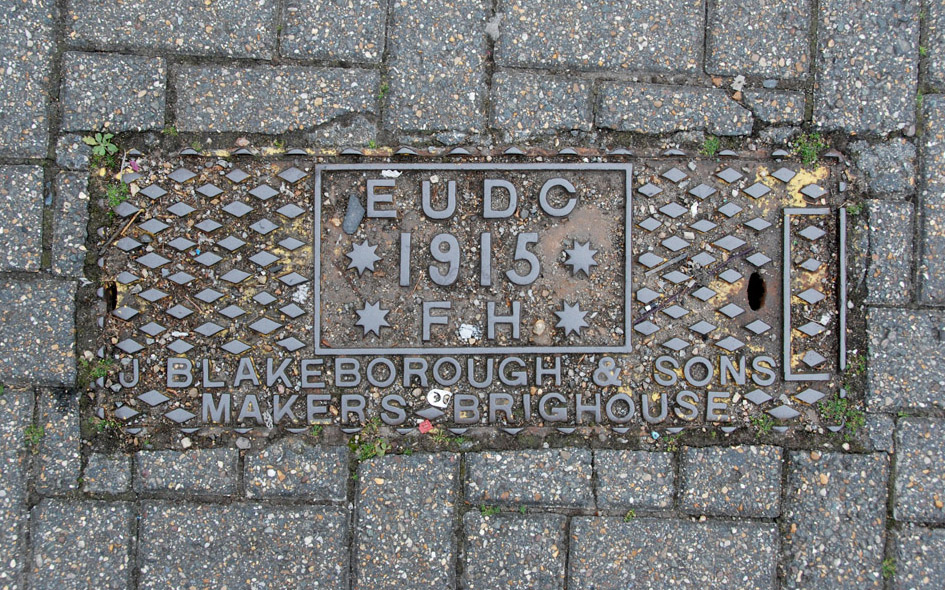 EUDC
1915
FH
J BLAKEBOROUGH & SONS
MAKERS BRIGHOUSE